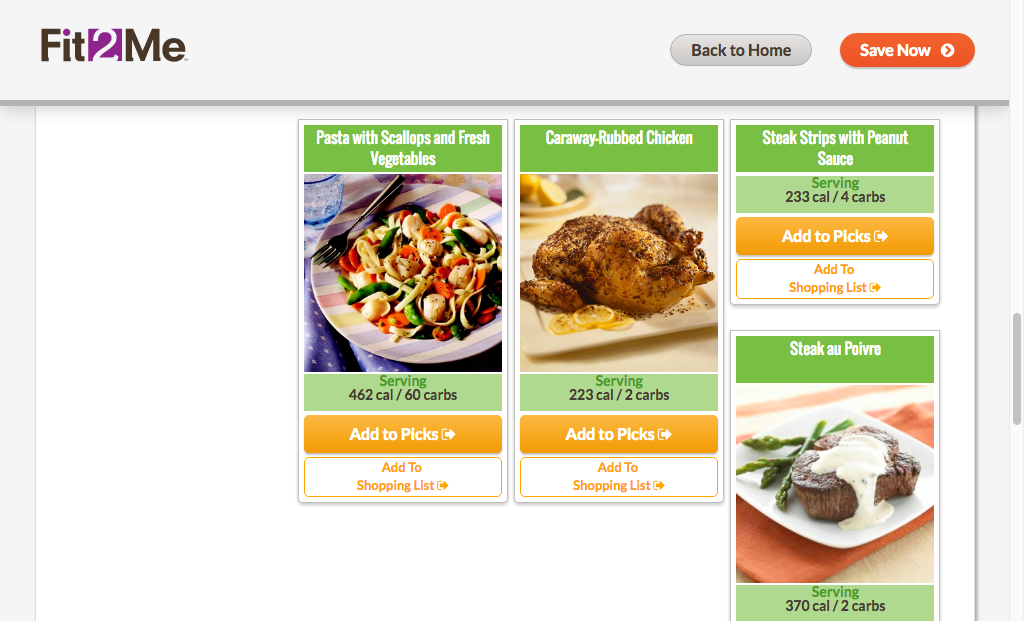 Fit2Me
Back to Home
Save Now
Pasta with Scallops and Fresh
Vegetables
Serving
462 cal / 60 carbs
Add to Picks
Add To
Shopping List
Caraway-Rubbed Chicken
Serving
223 cal / 2 carbs
Add to Picks
Add To
Shopping List
Steak Strips with Peanut
Sauce
Serving
233 cal / 4 carbs
Add to Picks
Add To
Shopping List
Steak au Poivre
Serving
370 cal / 2 carbs